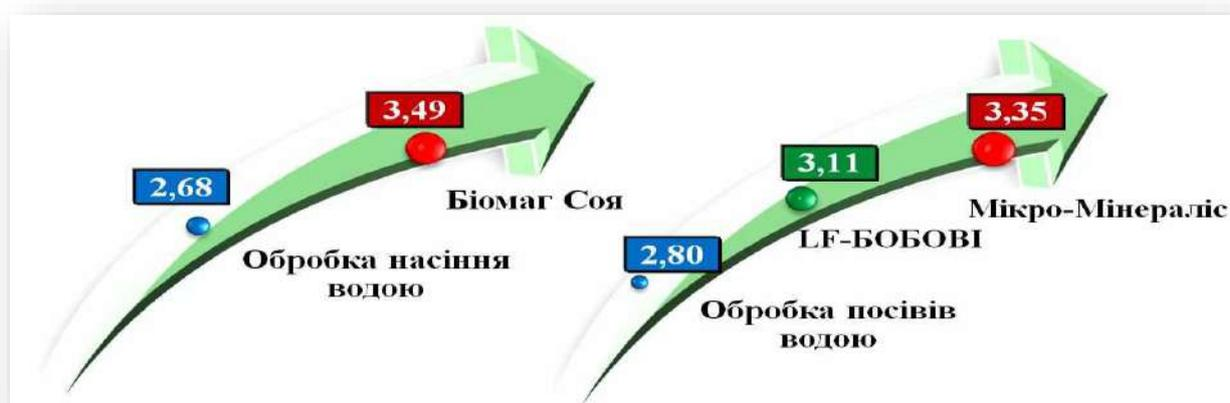 3,49
2,68
Біомаг Соя
Обробка насіння
водою
3,35
3,11
Мікро-Мінераліс
LF-БОБОВІ
2,80
Обробка посівів
водою